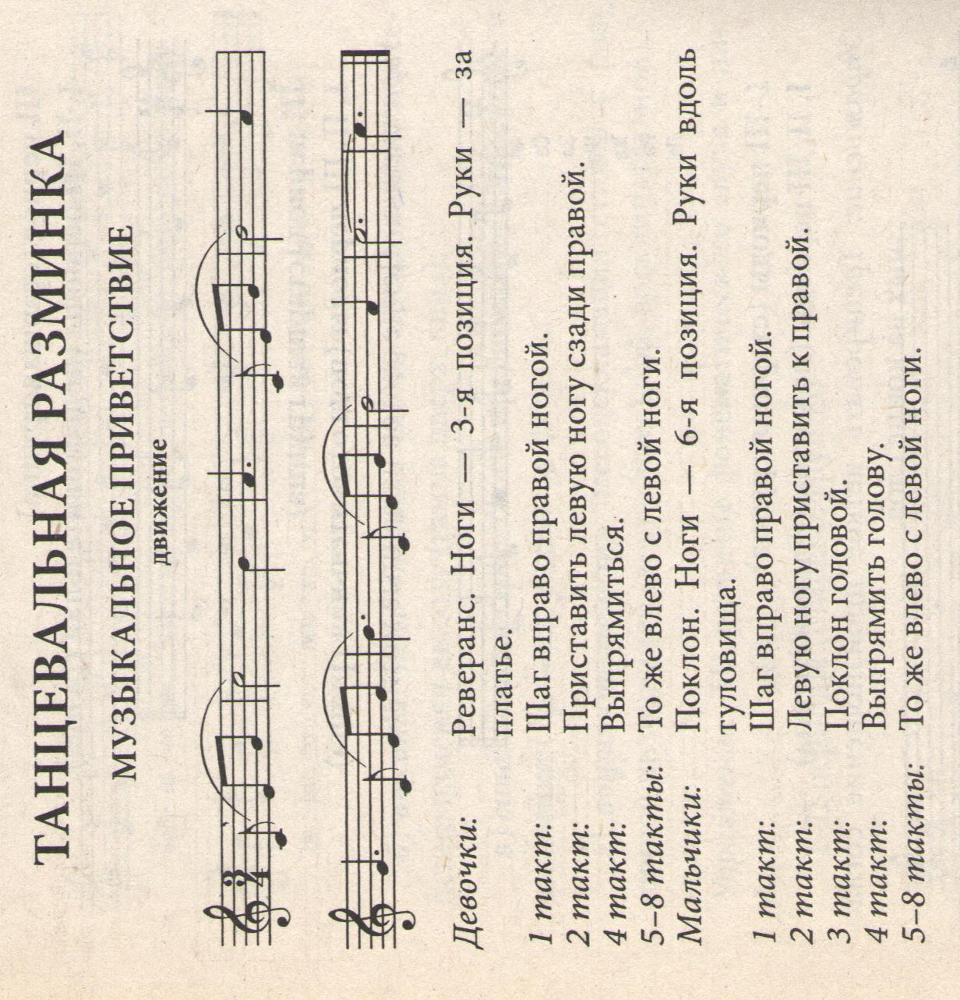 ТАНЦЕВАЛЬНАЯ РАЗМИНКА
МУЗЫКАЛЬНОЕ ПРИВЕТСТВИЕ
движение
3
4
Девочки: Реверанс. Ноги — 3-я позиция. Руки — за
платье.
1 такт: Шаг вправо правой ногой.
2 такт: Приставить левую ногу сзади правой.
4 такт: Выпрямиться.
5–8 такты: То же влево с левой ноги.
Мальчики: Поклон. Ноги — 6-я позиция. Руки вдоль
туловища.
1 такт: Шаг вправо правой ногой.
2 такт: Левую ногу приставить к правой.
3 такт: Поклон головой.
4 такт: Выпрямить голову.
5–8 такты: То же влево с левой ноги.